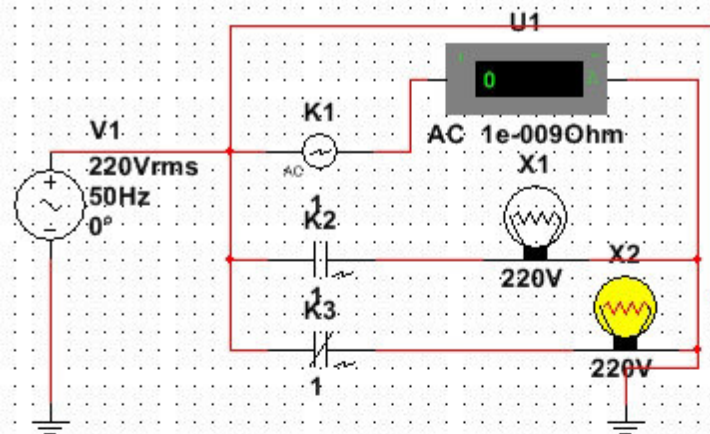 U1
0
A
K1
AC
AC 1e-009Ohm
V1
220Vrms
50Hz
0°
X1
1
K2
220V
X2
1
K3
220V
1